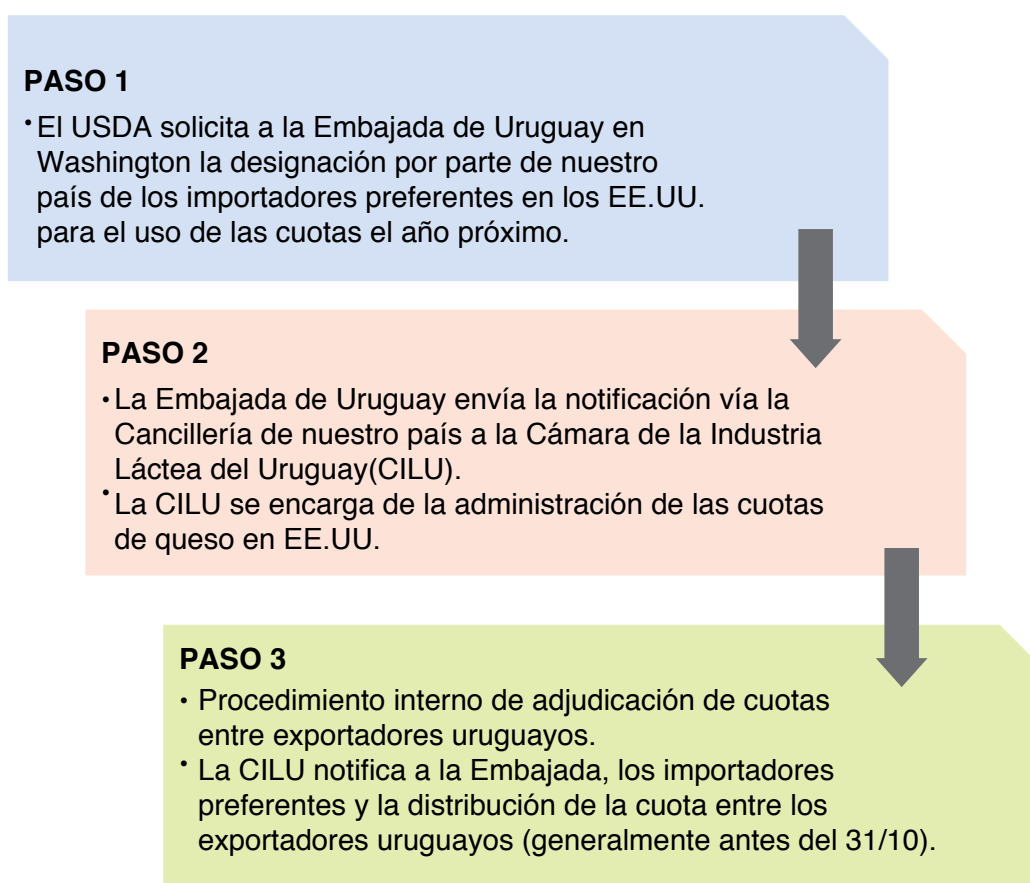 PASO 1
· El USDA solicita a la Embajada de Uruguay en
Washington la designación por parte de nuestro
país de los importadores preferentes en los EE.UU.
para el uso de las cuotas el año próximo.
PASO 2
· La Embajada de Uruguay envía la notificación vía la
Cancillería de nuestro país a la Cámara de la Industria
Láctea del Uruguay(CILU).
· La CILU se encarga de la administración de las cuotas
de queso en EE.UU.
PASO 3
· Procedimiento interno de adjudicación de cuotas
entre exportadores uruguayos.
· La CILU notifica a la Embajada, los importadores
preferentes y la distribución de la cuota entre los
exportadores uruguayos (generalmente antes del 31/10).